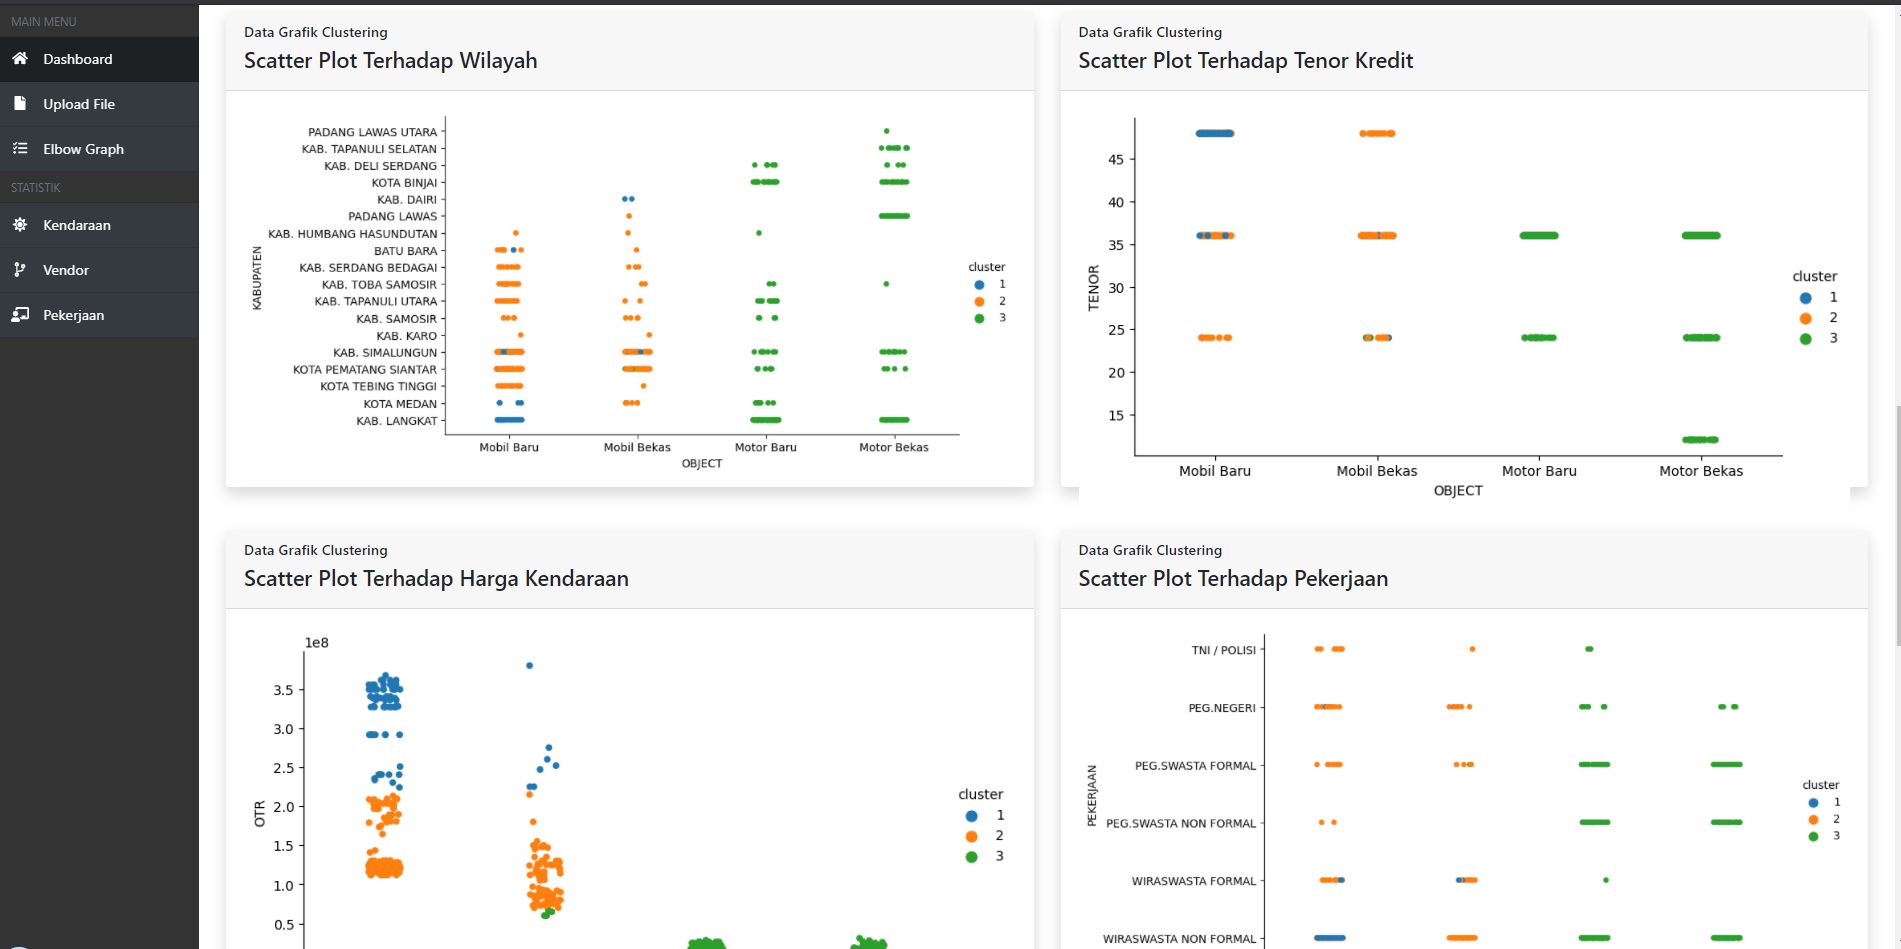 MAIN MENU
Dashboard
Upload File
Elbow Graph
STATISTIK
Kendaraan
Vendor
Pekerjaan
Data Grafik Clustering
Scatter Plot Terhadap Wilayah
PADANG LAWAS UTARA
KAB. TAPANULI SELATAN
KAB. DELI SERDANG
KOTA BINJAI
KAB. DAIRI
PADANG LAWAS
KAB. HUMBANG HASUNDUTAN
BATU BARA
KAB. SERDANG BEDAGAI
KAB. TOBA SAMOSIR
KAB. TAPANULI UTARA
KAB. SAMOSIR
KAB. KARO
KAB. SIMALUNGUN
KOTA PEMATANG SIANTAR
KOTA TEBING TINGGI
KOTA MEDAN
KAB. LANGKAT
KABUPATEN
Mobil Baru
Mobil Bekas
Motor Baru
Motor Bekas
OBJECT
cluster
1
2
3
Data Grafik Clustering
Scatter Plot Terhadap Tenor Kredit
45
40
35
30
25
20
15
TENOR
Mobil Baru
Mobil Bekas
Motor Baru
Motor Bekas
OBJECT
cluster
1
2
3
Data Grafik Clustering
Scatter Plot Terhadap Harga Kendaraan
1e8
3.5
3.0
2.5
2.0
1.5
1.0
0.5
OTR
cluster
1
2
3
Data Grafik Clustering
Scatter Plot Terhadap Pekerjaan
TNI / POLISI
PEG.NEGERI
PEG.SWASTA FORMAL
PEG.SWASTA NON FORMAL
WIRASWASTA FORMAL
WIRASWASTA NON FORMAL
PEKERJAAN
cluster
1
2
3